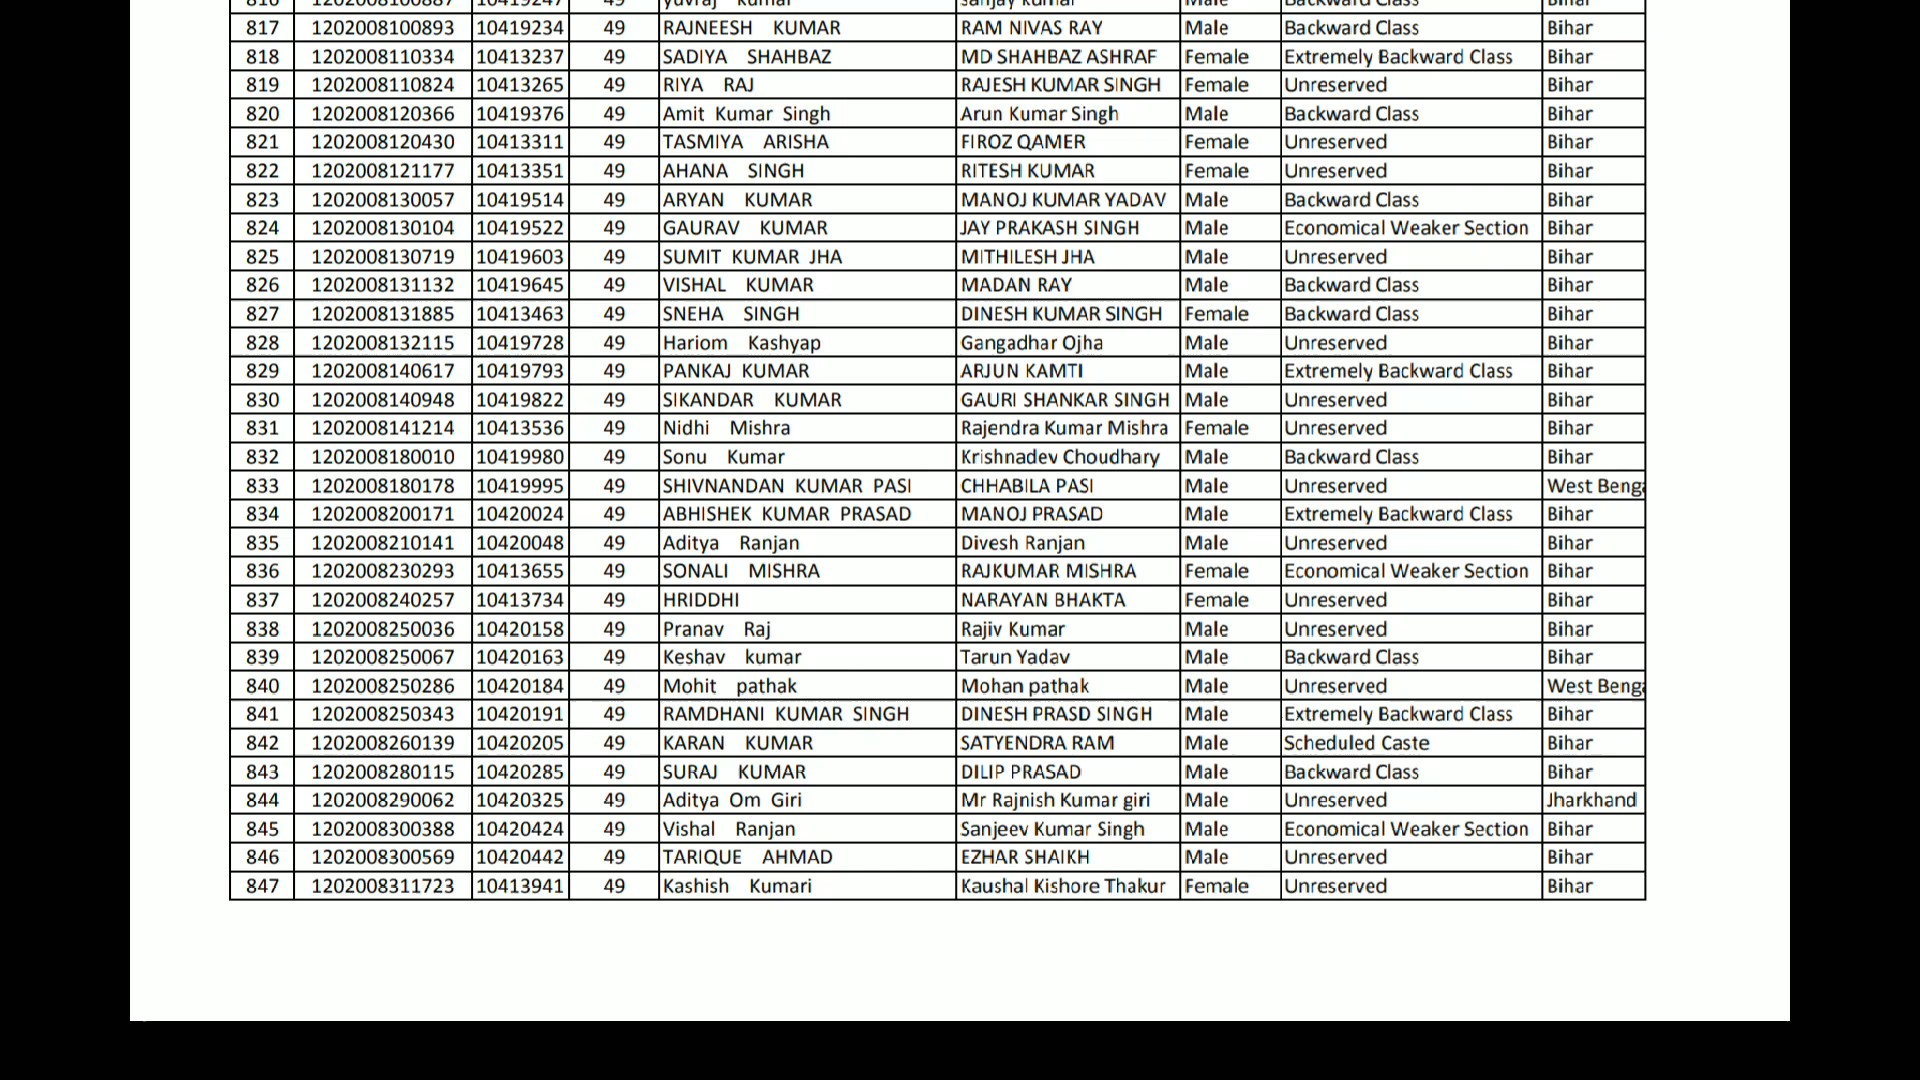 816 1202008100887 10419247 49 yuvraj kumar sanjay kumar Male Backward Class Bihar
817 1202008100893 10419234 49 RAJNEESH KUMAR RAM NIVAS RAY Male Backward Class Bihar
818 1202008110334 10413237 49 SADIYA SHAHBAZ MD SHAHBAZ ASHRAF Female Extremely Backward Class Bihar
819 1202008110824 10413265 49 RIYA RAJ RAJESH KUMAR SINGH Female Unreserved Bihar
820 1202008120366 10419376 49 Amit Kumar Singh Arun Kumar Singh Male Backward Class Bihar
821 1202008120430 10413311 49 TASMIYA ARISHA FIROZ QAMER Female Unreserved Bihar
822 1202008121177 10413351 49 AHANA SINGH RITESH KUMAR Female Unreserved Bihar
823 1202008130057 10419514 49 ARYAN KUMAR MANOJ KUMAR YADAV Male Backward Class Bihar
824 1202008130104 10419522 49 GAURAV KUMAR JAY PRAKASH SINGH Male Economical Weaker Section Bihar
825 1202008130719 10419603 49 SUMIT KUMAR JHA MITHILESH JHA Male Unreserved Bihar
826 1202008131132 10419645 49 VISHAL KUMAR MADAN RAY Male Backward Class Bihar
827 1202008131885 10413463 49 SNEHA SINGH DINESH KUMAR SINGH Female Backward Class Bihar
828 1202008132115 10419728 49 Hariom Kashyap Gangadhar Ojha Male Unreserved Bihar
829 1202008140617 10419793 49 PANKAJ KUMAR ARJUN KAMTI Male Extremely Backward Class Bihar
830 1202008140948 10419822 49 SIKANDAR KUMAR GAURI SHANKAR SINGH Male Unreserved Bihar
831 1202008141214 10413536 49 Nidhi Mishra Rajendra Kumar Mishra Female Unreserved Bihar
832 1202008180010 10419980 49 Sonu Kumar Krishnadev Choudhary Male Backward Class Bihar
833 1202008180178 10419995 49 SHIVNANDAN KUMAR PASI CHHABILA PASI Male Unreserved West Benga
834 1202008200171 10420024 49 ABHISHEK KUMAR PRASAD MANOJ PRASAD Male Extremely Backward Class Bihar
835 1202008210141 10420048 49 Aditya Ranjan Divesh Ranjan Male Unreserved Bihar
836 1202008230293 10413655 49 SONALI MISHRA RAJKUMAR MISHRA Female Economical Weaker Section Bihar
837 1202008240257 10413734 49 HRIDDHI NARAYAN BHAKTA Female Unreserved Bihar
838 1202008250036 10420158 49 Pranav Raj Rajiv Kumar Male Unreserved Bihar
839 1202008250067 10420163 49 Keshav kumar Tarun Yadav Male Backward Class Bihar
840 1202008250286 10420184 49 Mohit pathak Mohan pathak Male Unreserved West Benga
841 1202008250343 10420191 49 RAMDHANI KUMAR SINGH DINESH PRASD SINGH Male Extremely Backward Class Bihar
842 1202008260139 10420205 49 KARAN KUMAR SATYENDRA RAM Male Scheduled Caste Bihar
843 1202008280115 10420285 49 SURAJ KUMAR DILIP PRASAD Male Backward Class Bihar
844 1202008290062 10420325 49 Aditya Om Giri Mr Rajnish Kumar giri Male Unreserved Jharkhand
845 1202008300388 10420424 49 Vishal Ranjan Sanjeev Kumar Singh Male Economical Weaker Section Bihar
846 1202008300569 10420442 49 TARIQUE AHMAD EZHAR SHAIKH Male Unreserved Bihar
847 1202008311723 10413941 49 Kashish Kumari Kaushal Kishore Thakur Female Unreserved Bihar